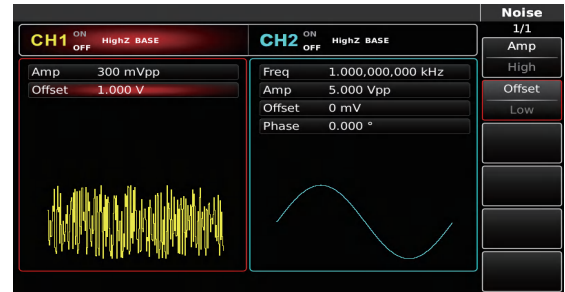 Noise
1/1
CH1 ON OFF HighZ BASE
CH2 ON OFF HighZ BASE
Amp
High
Amp 300 mVpp
Offset 1.000 V
Freq 1.000,000,000 kHz
Amp 5.000 Vpp
Offset 0 mV
Phase 0.000 °
Offset
Low